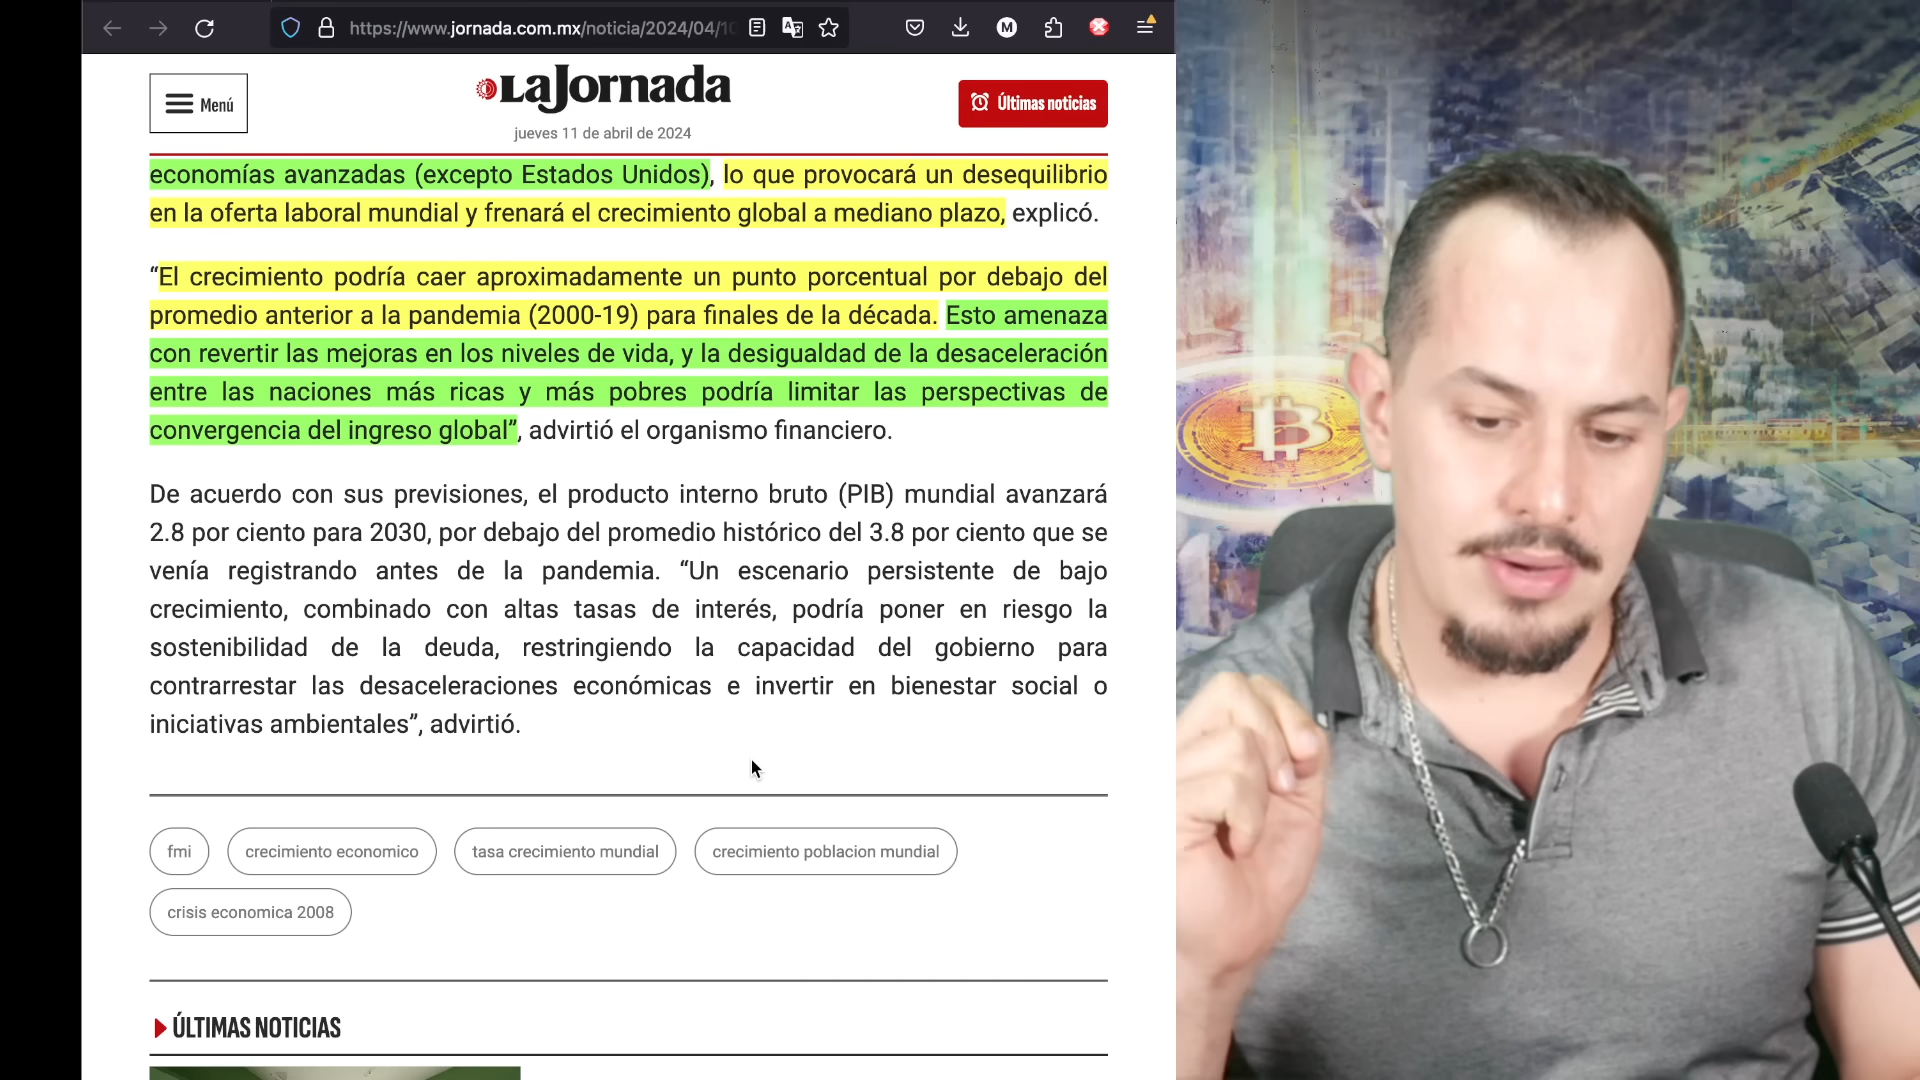 https://www.jornada.com.mx/noticia/2024/04/10
M
Menú
La Jornada
Últimas noticias
jueves 11 de abril de 2024
economías avanzadas (excepto Estados Unidos), lo que provocará un desequilibrio
en la oferta laboral mundial y frenará el crecimiento global a mediano plazo, explicó.
“El crecimiento podría caer aproximadamente un punto porcentual por debajo del
promedio anterior a la pandemia (2000-19) para finales de la década. Esto amenaza
con revertir las mejoras en los niveles de vida, y la desigualdad de la desaceleración
entre las naciones más ricas y más pobres podría limitar las perspectivas de
convergencia del ingreso global”, advirtió el organismo financiero.
De acuerdo con sus previsiones, el producto interno bruto (PIB) mundial avanzará
2.8 por ciento para 2030, por debajo del promedio histórico del 3.8 por ciento que se
venía registrando antes de la pandemia. “Un escenario persistente de bajo
crecimiento, combinado con altas tasas de interés, podría poner en riesgo la
sostenibilidad de la deuda, restringiendo la capacidad del gobierno para
contrarrestar las desaceleraciones económicas e invertir en bienestar social o
iniciativas ambientales”, advirtió.
fmi
crecimiento economico
tasa crecimiento mundial
crecimiento poblacion mundial
crisis economica 2008
ÚLTIMAS NOTICIAS